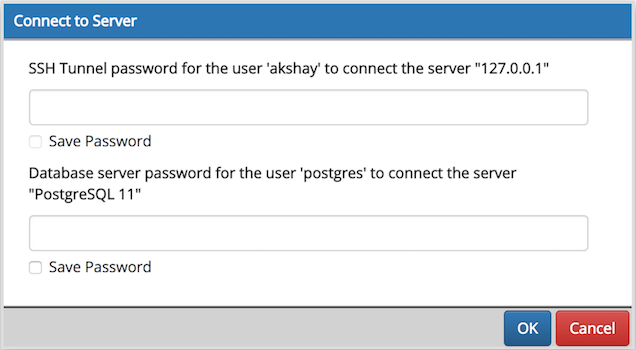 Connect to Server
SSH Tunnel password for the user 'akshay' to connect the server "127.0.0.1"
Save Password
Database server password for the user 'postgres' to connect the server
"PostgreSQL 11"
Save Password
OK
Cancel